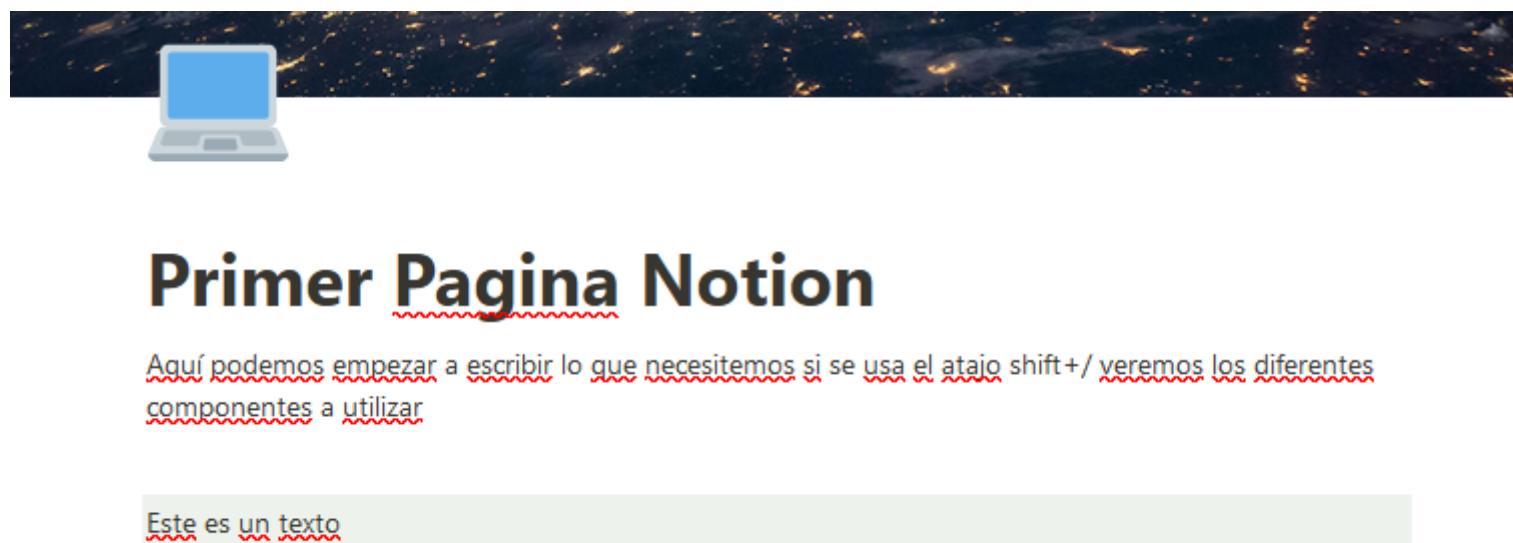 Primer Pagina Notion
Aquí podemos empezar a escribir lo que necesitemos si se usa el atajo shift+/ veremos los diferentes
componentes a utilizar
Este es un texto